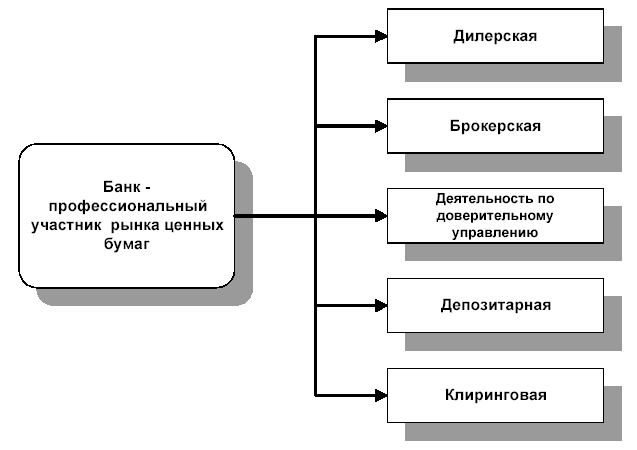 Дилерская
Брокерская
Банк -
профессиональный
участник рынка ценных
бумаг
Деятельность по
доверительному
управлению
Депозитарная
Клиринговая